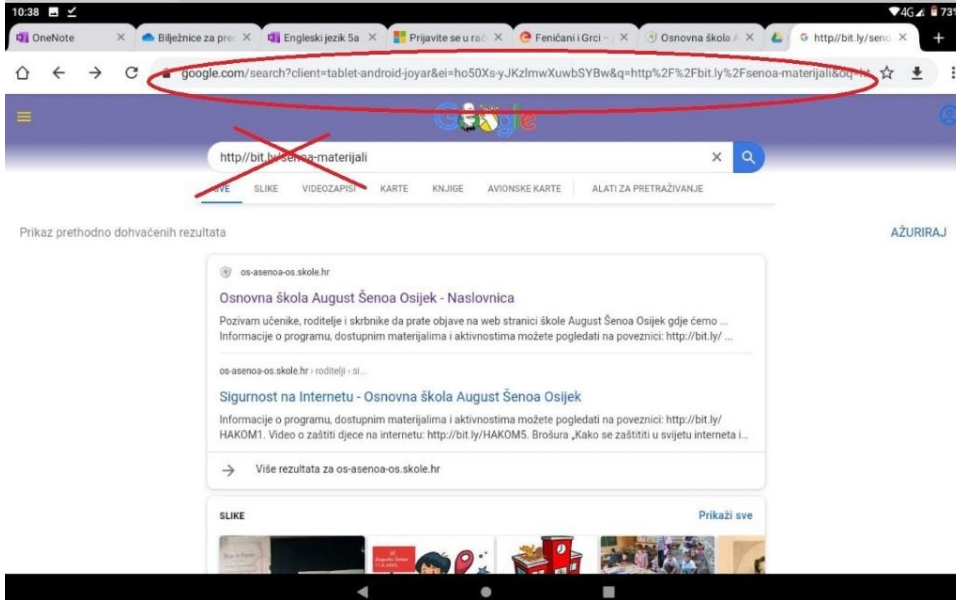 10:38
4G 73%
OneNote
Bilježnice za pred
Engleski jezik 5a
Prijavite se u rač
Feničani i Grci –
Osnovna škola A
http//bit.ly/seno
google.com/search?client=tablet-android-joyar&ei=ho50Xs-yJKzlmwXuwbSYBw&q=http%2F%2Fbit.ly%2Fsenoa-materijali&oq=
Google
http//bit.ly/senoa-materijali
SVE SLIKE VIDEOZAPISI KARTE KNJIGE AVIONSKE KARTE ALATI ZA PRETRAŽIVANJE
Prikaz prethodno dohvaćenih rezultata
AŽURIRAJ
os-asenoa-os.skole.hr
Osnovna škola August Šenoa Osijek - Naslovnica
Pozivam učenike, roditelje i skrbnike da prate objave na web stranici škole August Šenoa Osijek gdje ćemo ...
Informacije o programu, dostupnim materijalima i aktivnostima možete pogledati na poveznici: http://bit.ly/ ...
os-asenoa-os.skole.hr › roditelji › si...
Sigurnost na Internetu - Osnovna škola August Šenoa Osijek
Informacije o programu, dostupnim materijalima i aktivnostima možete pogledati na poveznici: http://bit.ly/
HAKOM1. Video o zaštiti djece na internetu: http://bit.ly/HAKOM5. Brošura „Kako se zaštititi u svijetu interneta i...
Više rezultata za os-asenoa-os.skole.hr
SLIKE
Prikaži sve